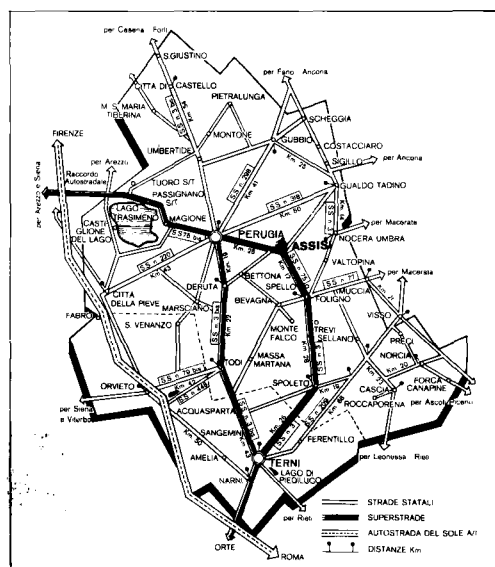 per Cesena Forlì
S. GIUSTINO
CITTA DI CASTELLO
per Fano Ancona
M. S. MARIA TIBERINA
PIETRALUNGA
SCHEGGIA
FIRENZE
UMBERTIDE
MONTONE
GUBBIO
COSTACCIARO
SIGILLO
per Arezzo
per Ancona
Raccordo Autostradale
TUORO S/T
PASSIGNANO S/T
GUALDO TADINO
per Arezzo e Siena
LAGO TRASIMENO
MAGIONE
CASTIGLIONE DEL LAGO
PERUGIA
ASSISI
per Macerata
NOCERA UMBRA
VALTOPINA
BETTONA
SPELLO
DERUTA
per Macerata
CITTA DELLA PIEVE
MARSCIANO
BEVAGNA
FOLIGNO
MUCCIA
VISSO
FABRO
S. VENANZO
MONTE FALCO
TREVI
SELLANO
PRECI
NORCIA
TODI
MASSA MARTANA
ORVIETO
SPOLETO
CASCIA
FORCA CANAPINE
ROCCAPORENA
per Ascoli Piceno
per Siena e Viterbo
ACQUASPARTA
SANGEMINI
FERENTILLO
AMELIA
TERNI
per Leonessa Rieti
NARNI
LAGO DI PIEDILUCO
per Rieti
ORTE
ROMA
STRADE STATALI
SUPERSTRADE
AUTOSTRADA DEL SOLE A/1
DISTANZE Km